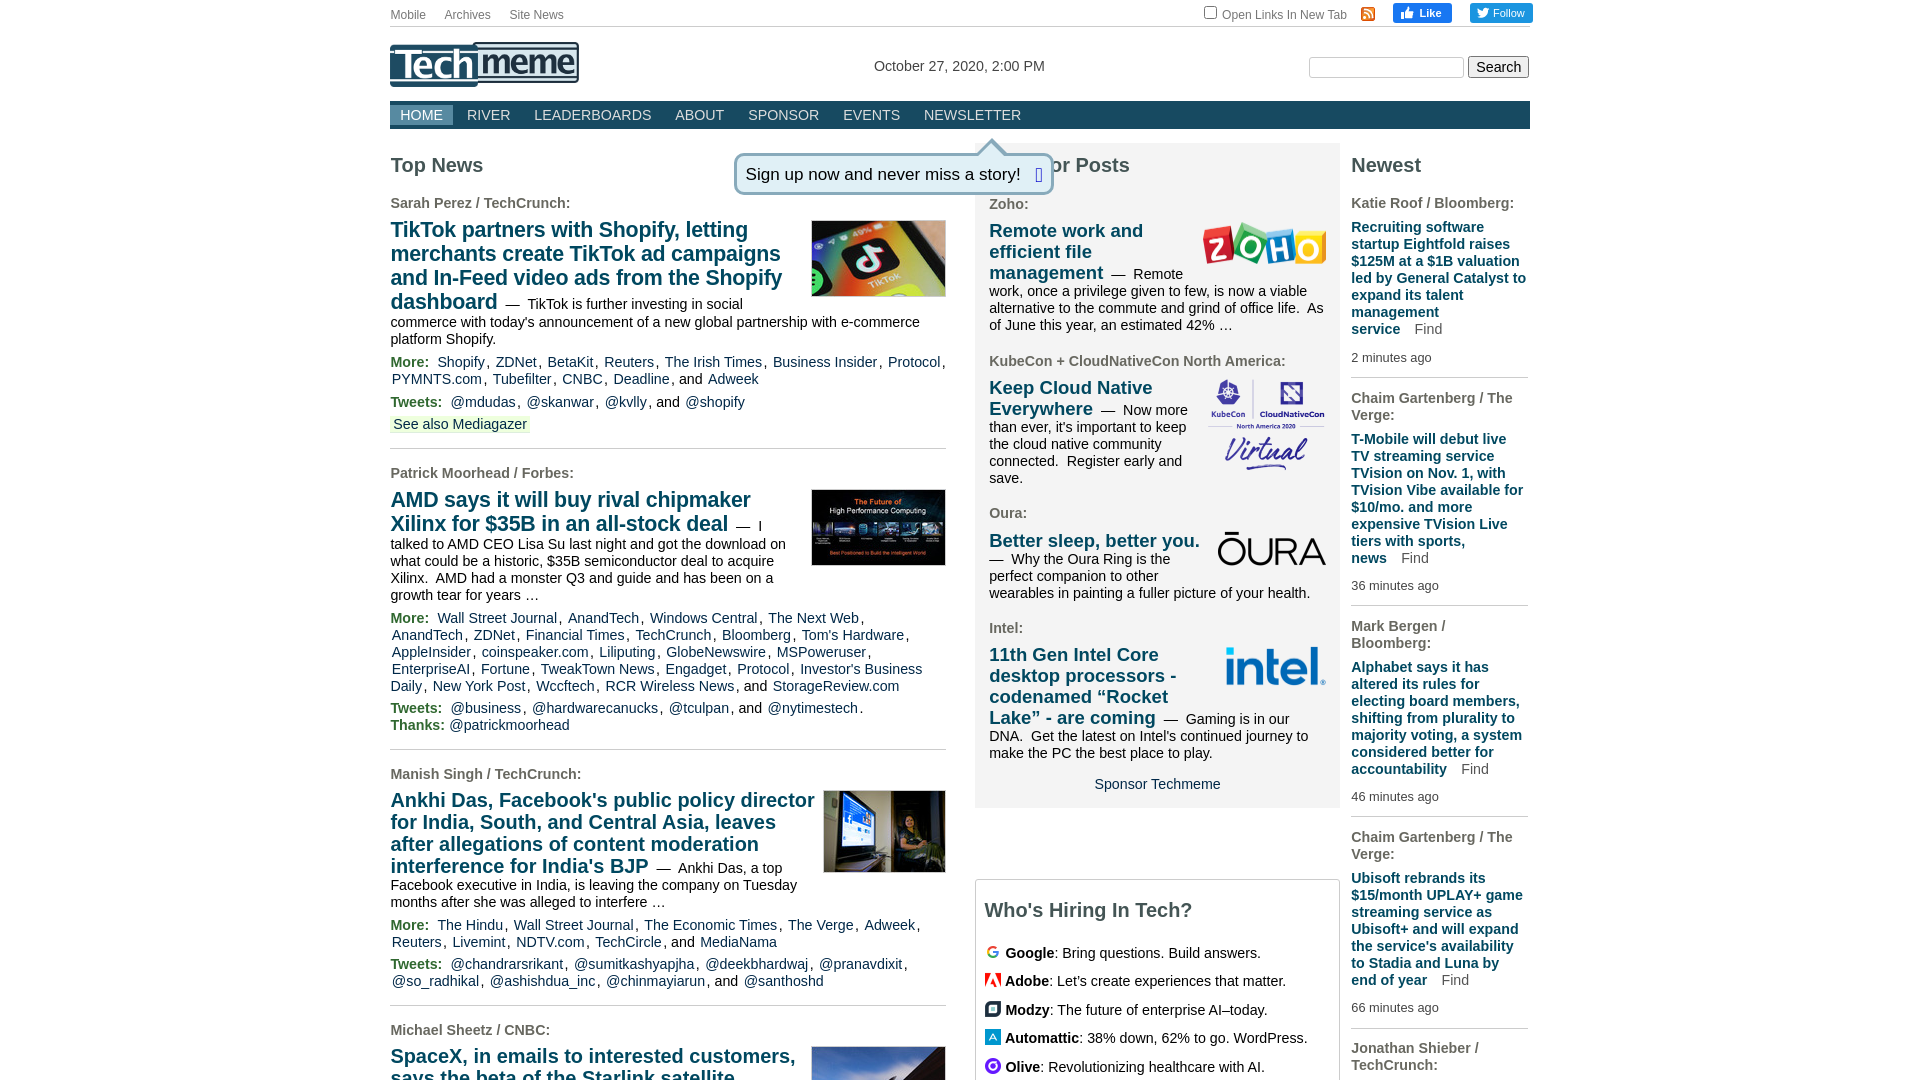 Mobile Archives Site News
Open Links In New Tab Like Follow
Techmeme
October 27, 2020, 2:00 PM
Search
HOME RIVER LEADERBOARDS ABOUT SPONSOR EVENTS NEWSLETTER
Sign up now and never miss a story!
Top News
Sarah Perez / TechCrunch:
TikTok partners with Shopify, letting
merchants create TikTok ad campaigns
and In-Feed video ads from the Shopify
dashboard — TikTok is further investing in social
commerce with today's announcement of a new global partnership with e-commerce
platform Shopify.
More: Shopify, ZDNet, BetaKit, Reuters, The Irish Times, Business Insider, Protocol,
PYMNTS.com, Tubefilter, CNBC, Deadline, and Adweek
Tweets: @mdudas, @skanwar, @kvlly, and @shopify
See also Mediagazer
TikTok
Patrick Moorhead / Forbes:
AMD says it will buy rival chipmaker
Xilinx for $35B in an all-stock deal — I
talked to AMD CEO Lisa Su last night and got the download on
what could be a historic, $35B semiconductor deal to acquire
Xilinx. AMD had a monster Q3 and guide and has been on a
growth tear for years …
The Future of
High Performance Computing
Best Positioned to Build the Intelligent World
More: Wall Street Journal, AnandTech, Windows Central, The Next Web,
AnandTech, ZDNet, Financial Times, TechCrunch, Bloomberg, Tom's Hardware,
AppleInsider, coinspeaker.com, Liliputing, GlobeNewswire, MSPoweruser,
EnterpriseAI, Fortune, TweakTown News, Engadget, Protocol, Investor's Business
Daily, New York Post, Wccftech, RCR Wireless News, and StorageReview.com
Tweets: @business, @hardwarecanucks, @tculpan, and @nytimestech.
Thanks: @patrickmoorhead
Manish Singh / TechCrunch:
Ankhi Das, Facebook's public policy director
for India, South, and Central Asia, leaves
after allegations of content moderation
interference for India's BJP — Ankhi Das, a top
Facebook executive in India, is leaving the company on Tuesday
months after she was alleged to interfere …
More: The Hindu, Wall Street Journal, The Economic Times, The Verge, Adweek,
Reuters, Livemint, NDTV.com, TechCircle, and MediaNama
Tweets: @chandrarsrikant, @sumitkashyapjha, @deekbhardwaj, @pranavdixit,
@so_radhikal, @ashishdua_inc, @chinmayiarun, and @santhoshd
Michael Sheetz / CNBC:
SpaceX, in emails to interested customers,
says the beta of the Starlink satellite
or Posts
Zoho:
Remote work and
efficient file
management — Remote
work, once a privilege given to few, is now a viable
alternative to the commute and grind of office life. As
of June this year, an estimated 42% …
ZOHO
KubeCon + CloudNativeCon North America:
Keep Cloud Native
Everywhere — Now more
than ever, it's important to keep
the cloud native community
connected. Register early and
save.
KubeCon CloudNativeCon
North America 2020
Virtual
Oura:
Better sleep, better you.
— Why the Oura Ring is the
perfect companion to other
wearables in painting a fuller picture of your health.
ŌURA
Intel:
11th Gen Intel Core
desktop processors -
codenamed “Rocket
Lake” - are coming — Gaming is in our
DNA. Get the latest on Intel's continued journey to
make the PC the best place to play.
intel
Sponsor Techmeme
Who's Hiring In Tech?
Google: Bring questions. Build answers.
Adobe: Let’s create experiences that matter.
Modzy: The future of enterprise AI–today.
Automattic: 38% down, 62% to go. WordPress.
Olive: Revolutionizing healthcare with AI.
Newest
Katie Roof / Bloomberg:
Recruiting software
startup Eightfold raises
$125M at a $1B valuation
led by General Catalyst to
expand its talent
management
service Find
2 minutes ago
Chaim Gartenberg / The
Verge:
T-Mobile will debut live
TV streaming service
TVision on Nov. 1, with
TVision Vibe available for
$10/mo. and more
expensive TVision Live
tiers with sports,
news Find
36 minutes ago
Mark Bergen /
Bloomberg:
Alphabet says it has
altered its rules for
electing board members,
shifting from plurality to
majority voting, a system
considered better for
accountability Find
46 minutes ago
Chaim Gartenberg / The
Verge:
Ubisoft rebrands its
$15/month UPLAY+ game
streaming service as
Ubisoft+ and will expand
the service's availability
to Stadia and Luna by
end of year Find
66 minutes ago
Jonathan Shieber /
TechCrunch: